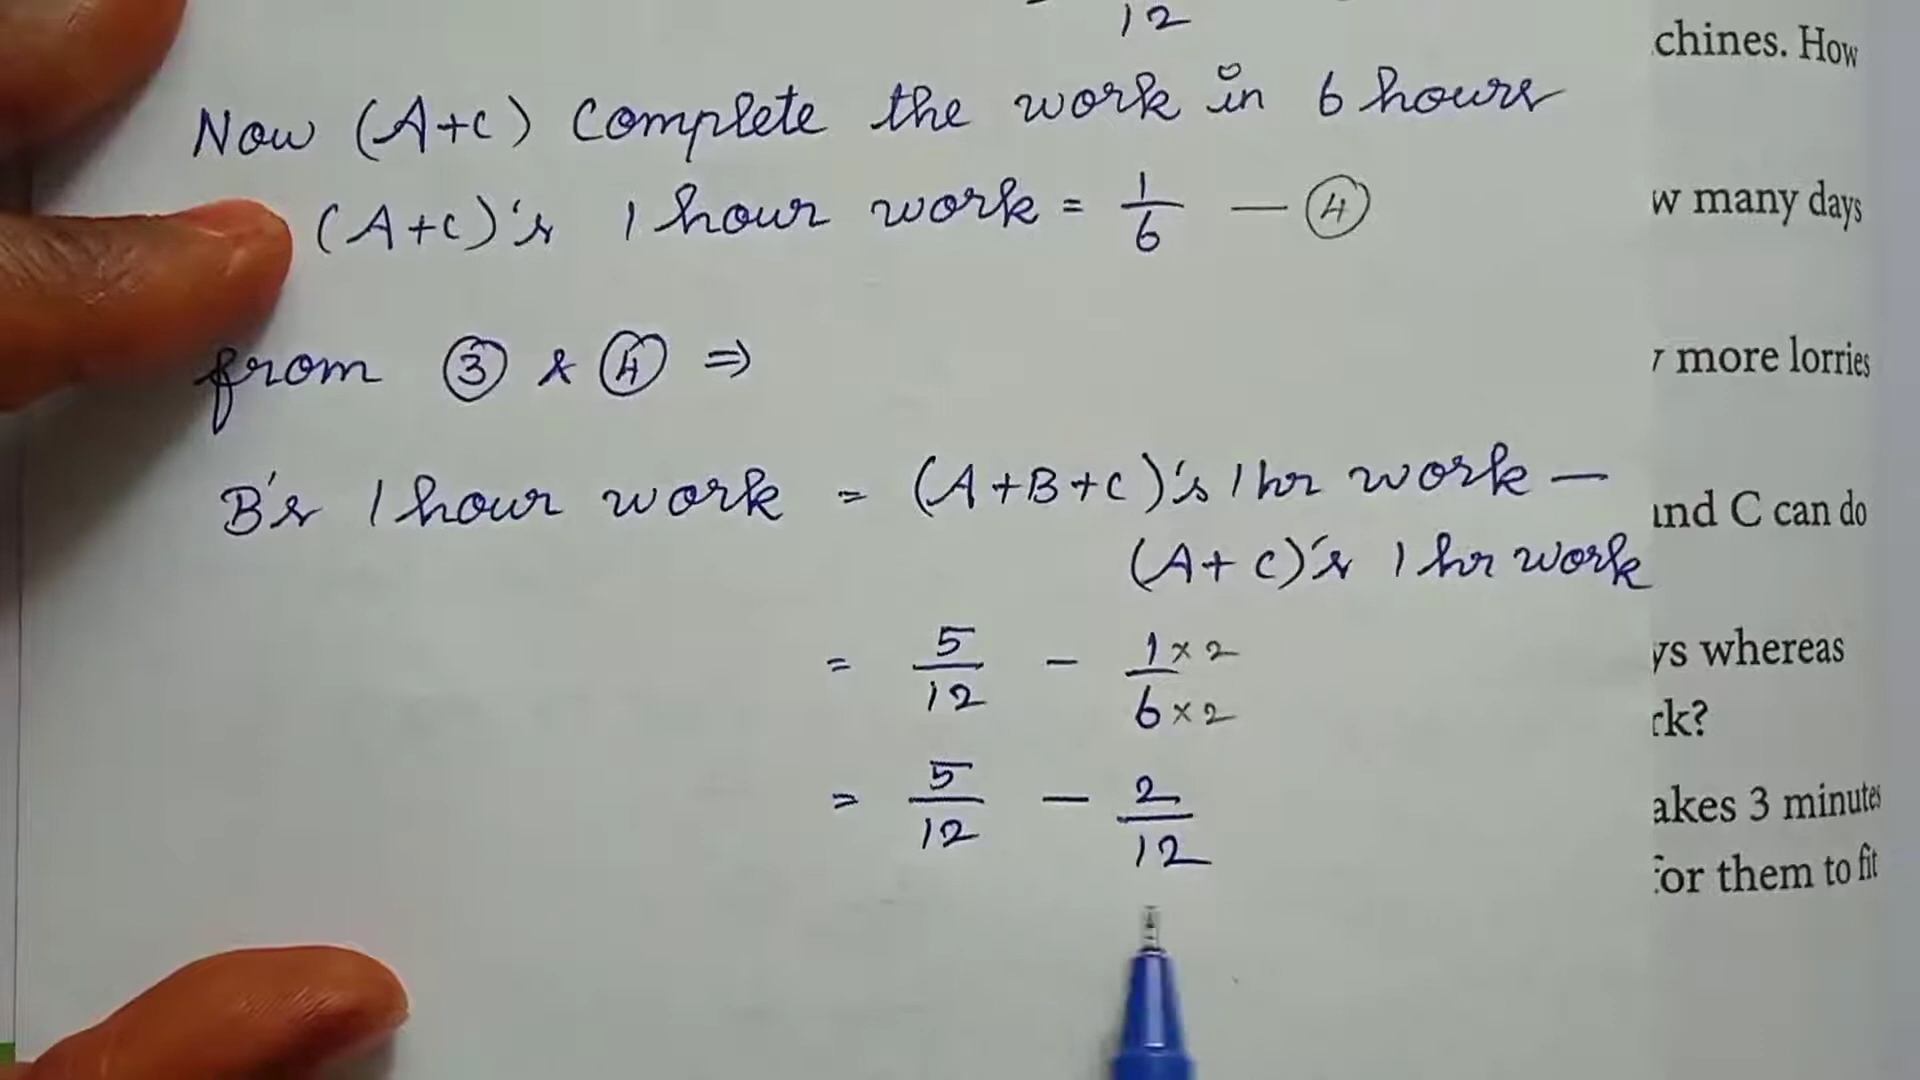 12
Now (A+C) Complete the work in 6 hours
(A+C)'s 1 hour work = 1/6 — ④
from ③ & ④ ⇒
B's 1 hour work = (A+B+C)'s 1 hr work —
(A+C)'s 1 hr work
= 5/12 - 1×2/6×2
= 5/12 - 2/12
chines. How
w many days
more lorries
and C can do
ys whereas
rk?
akes 3 minutes
for them to fit